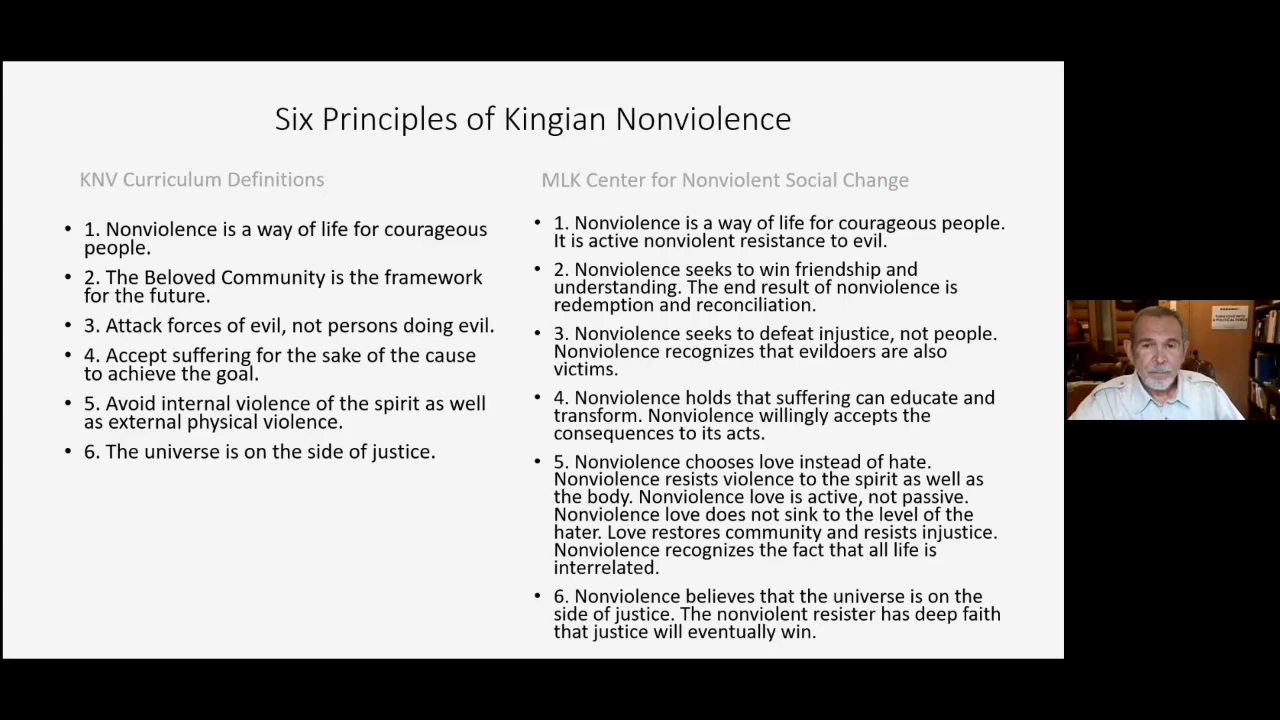 Six Principles of Kingian Nonviolence
KNV Curriculum Definitions
• 1. Nonviolence is a way of life for courageous
people.
• 2. The Beloved Community is the framework
for the future.
• 3. Attack forces of evil, not persons doing evil.
• 4. Accept suffering for the sake of the cause
to achieve the goal.
• 5. Avoid internal violence of the spirit as well
as external physical violence.
• 6. The universe is on the side of justice.
MLK Center for Nonviolent Social Change
• 1. Nonviolence is a way of life for courageous people.
It is active nonviolent resistance to evil.
• 2. Nonviolence seeks to win friendship and
understanding. The end result of nonviolence is
redemption and reconciliation.
• 3. Nonviolence seeks to defeat injustice, not people.
Nonviolence recognizes that evildoers are also
victims.
• 4. Nonviolence holds that suffering can educate and
transform. Nonviolence willingly accepts the
consequences to its acts.
• 5. Nonviolence chooses love instead of hate.
Nonviolence resists violence to the spirit as well as
the body. Nonviolence love is active, not passive.
Nonviolence love does not sink to the level of the
hater. Love restores community and resists injustice.
Nonviolence recognizes the fact that all life is
interrelated.
• 6. Nonviolence believes that the universe is on the
side of justice. The nonviolent resister has deep faith
that justice will eventually win.